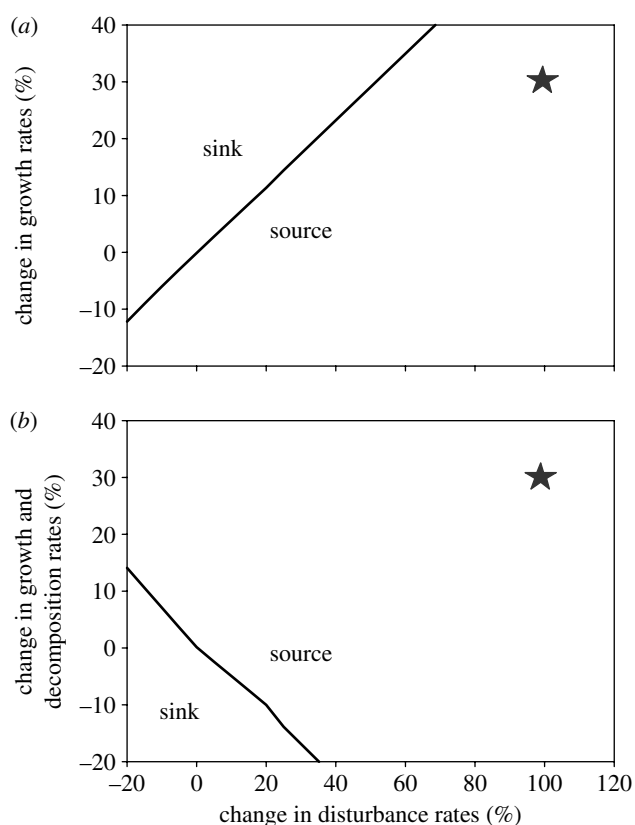 (a)
40
30
20
10
0
–10
–20
change in growth rates (%)
sink
source
(b)
40
30
20
10
0
–10
–20
change in growth and
decomposition rates (%)
source
sink
–20 0 20 40 60 80 100 120
change in disturbance rates (%)